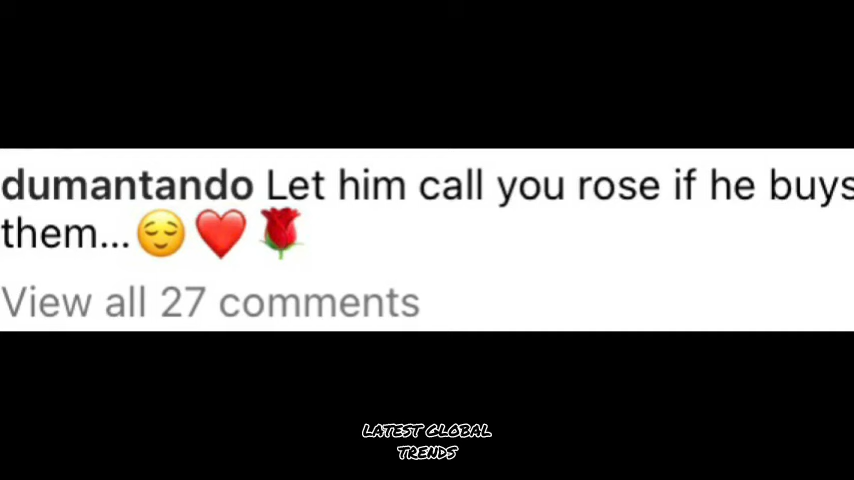 dumantando Let him call you rose if he buys
them...😌❤️🌹
View all 27 comments
LATEST GLOBAL
TRENDS